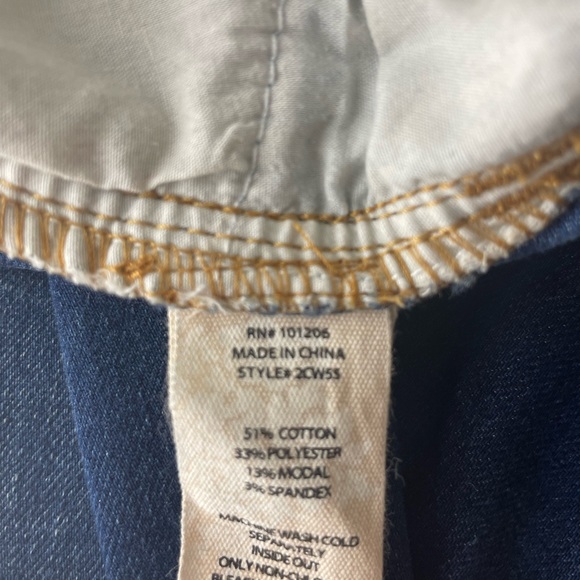 RN# 101206
MADE IN CHINA
STYLE# 2CW55
51% COTTON
33% POLYESTER
13% MODAL
3% SPANDEX
MACHINE WASH COLD
SEPARATELY
INSIDE OUT